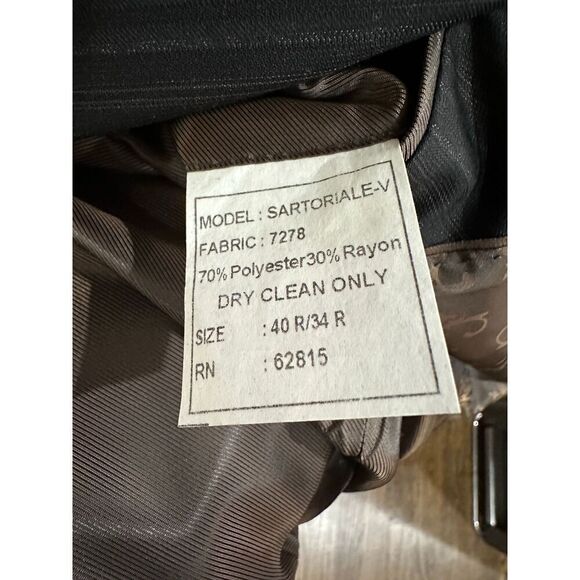 MODEL : SARTORIALE-V
FABRIC : 7278
70% Polyester30% Rayon
DRY CLEAN ONLY
SIZE : 40 R/34 R
RN : 62815